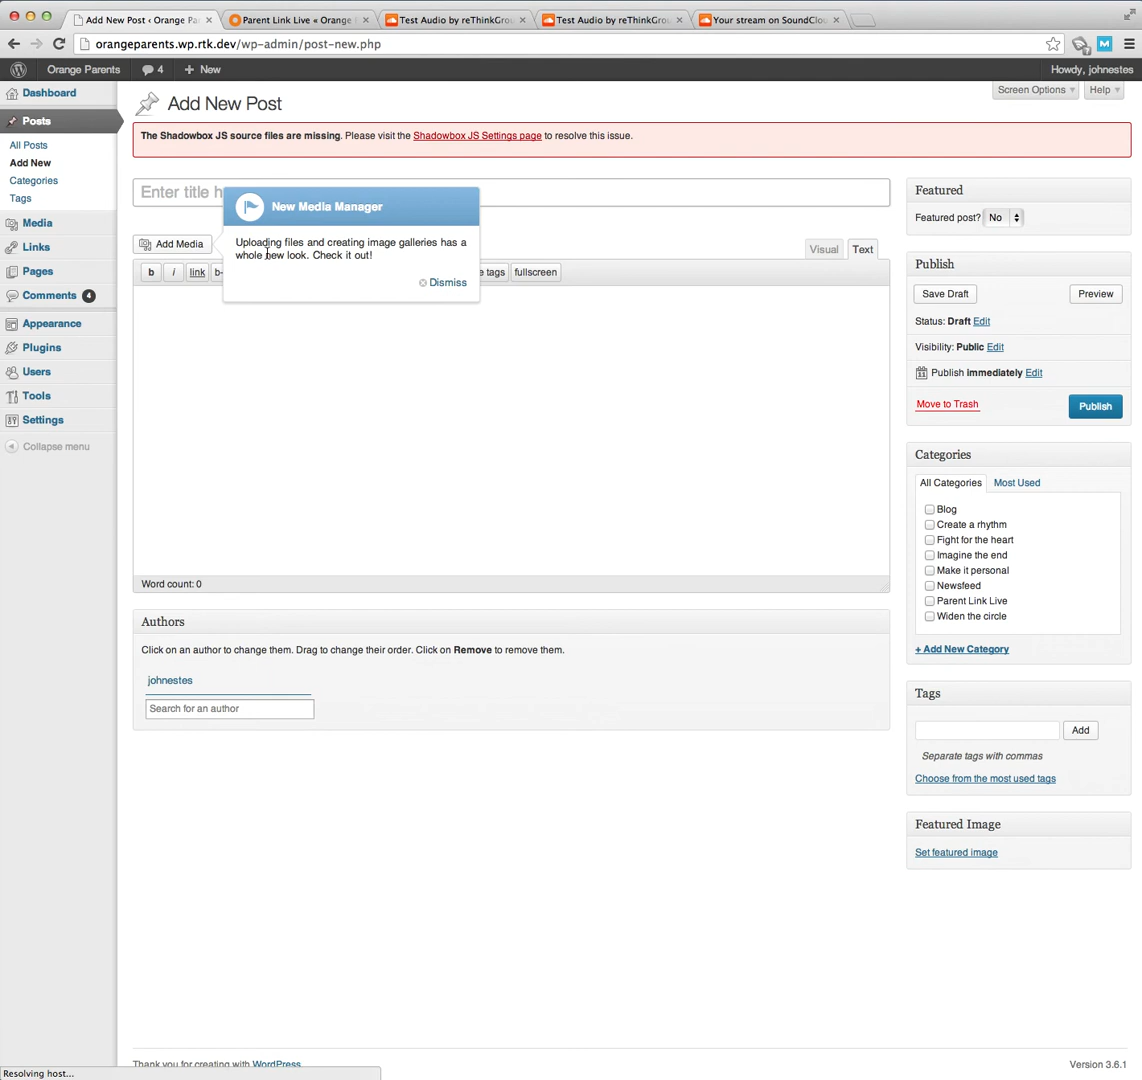 Add New Post ‹ Orange Pa
Parent Link Live « Orange
Test Audio by reThinkGrou
Test Audio by reThinkGrou
Your stream on SoundClou
orangeparents.wp.rtk.dev/wp-admin/post-new.php
Orange Parents
4
+ New
Howdy, johnestes
Dashboard
Posts
All Posts
Add New
Categories
Tags
Media
Links
Pages
Comments 4
Appearance
Plugins
Users
Tools
Settings
Collapse menu
Screen Options
Help
Add New Post
The Shadowbox JS source files are missing. Please visit the Shadowbox JS Settings page to resolve this issue.
Enter title h
New Media Manager
Uploading files and creating image galleries has a
whole new look. Check it out!
Dismiss
Add Media
Visual
Text
b
i
link
b-
e tags
fullscreen
Word count: 0
Authors
Click on an author to change them. Drag to change their order. Click on Remove to remove them.
johnestes
Search for an author
Featured
Featured post? No
Publish
Save Draft
Preview
Status: Draft Edit
Visibility: Public Edit
Publish immediately Edit
Move to Trash
Publish
Categories
All Categories
Most Used
Blog
Create a rhythm
Fight for the heart
Imagine the end
Make it personal
Newsfeed
Parent Link Live
Widen the circle
+ Add New Category
Tags
Add
Separate tags with commas
Choose from the most used tags
Featured Image
Set featured image
Thank you for creating with WordPress
Version 3.6.1
Resolving host...